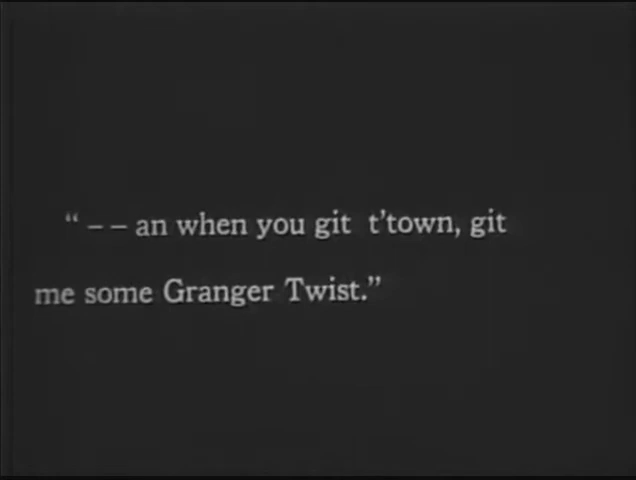 “ – – an when you git t’town, git
me some Granger Twist.”